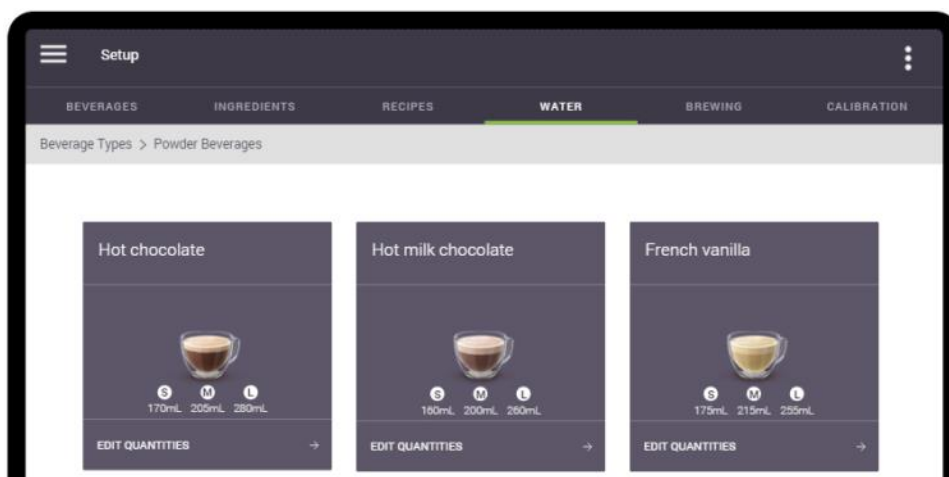 Setup
BEVERAGES INGREDIENTS RECIPES WATER BREWING CALIBRATION
Beverage Types > Powder Beverages
Hot chocolate
S M L
170mL 205mL 280mL
EDIT QUANTITIES →
Hot milk chocolate
S M L
160mL 200mL 260mL
EDIT QUANTITIES →
French vanilla
S M L
175mL 215mL 255mL
EDIT QUANTITIES →